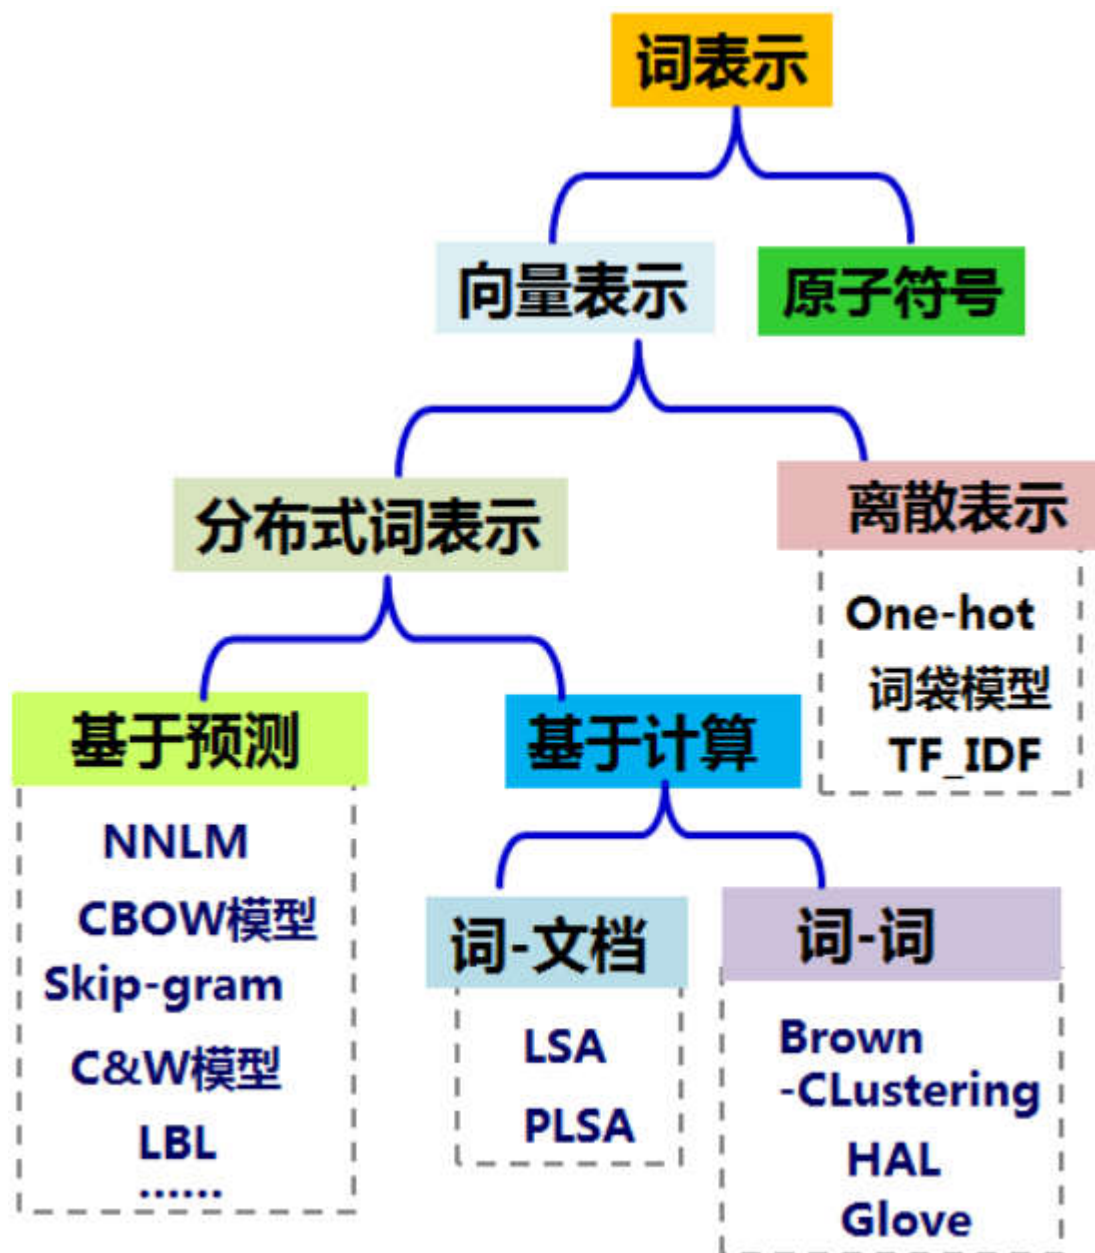 词表示
向量表示
原子符号
分布式词表示
离散表示
One-hot
词袋模型
TF_IDF
基于预测
NNLM
CBOW模型
Skip-gram
C&W模型
LBL
......
基于计算
词-文档
LSA
PLSA
词-词
Brown
-CLustering
HAL
Glove